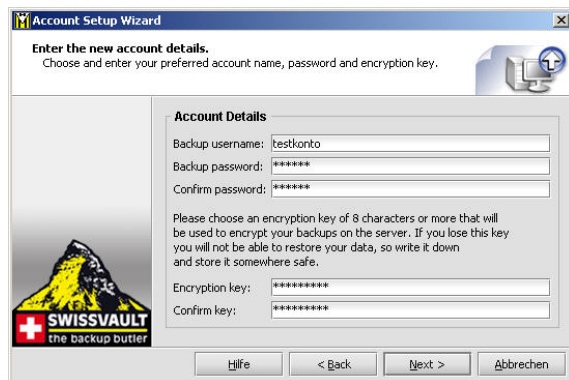 Account Setup Wizard
Enter the new account details.
Choose and enter your preferred account name, password and encryption key.
Account Details
Backup username: testkonto
Backup password: ******
Confirm password: ******
Please choose an encryption key of 8 characters or more that will
be used to encrypt your backups on the server. If you lose this key
you will not be able to restore your data, so write it down
and store it somewhere safe.
Encryption key: *********
Confirm key: *********
SWISSVAULT
the backup butler
Hilfe
< Back
Next >
Abbrechen